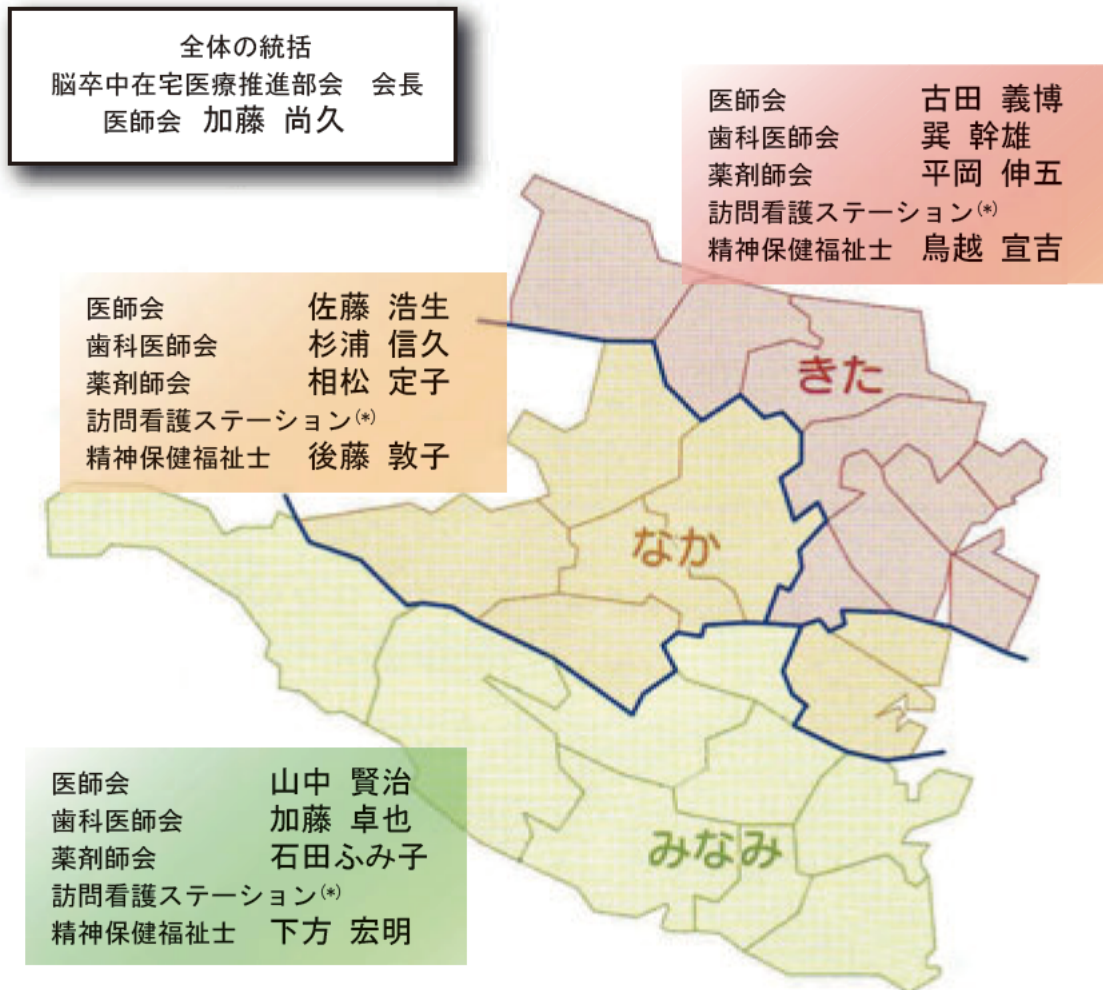 全体の統括
脳卒中在宅医療推進部会　会長
医師会 加藤 尚久
医師会 古田 義博
歯科医師会 巽 幹雄
薬剤師会 平岡 伸五
訪問看護ステーション(*)
精神保健福祉士 鳥越 宣吉
医師会 佐藤 浩生
歯科医師会 杉浦 信久
薬剤師会 相松 定子
訪問看護ステーション(*)
精神保健福祉士 後藤 敦子
きた
なか
みなみ
医師会 山中 賢治
歯科医師会 加藤 卓也
薬剤師会 石田ふみ子
訪問看護ステーション(*)
精神保健福祉士 下方 宏明